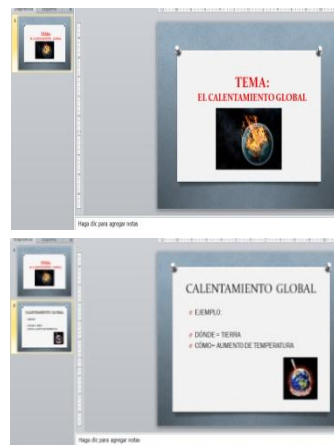 TEMA:
EL CALENTAMIENTO GLOBAL
Haga clic para agregar notas
CALENTAMIENTO GLOBAL
EJEMPLO:
DÓNDE = TIERRA
CÓMO= AUMENTO DE TEMPERATURA
Haga clic para agregar notas